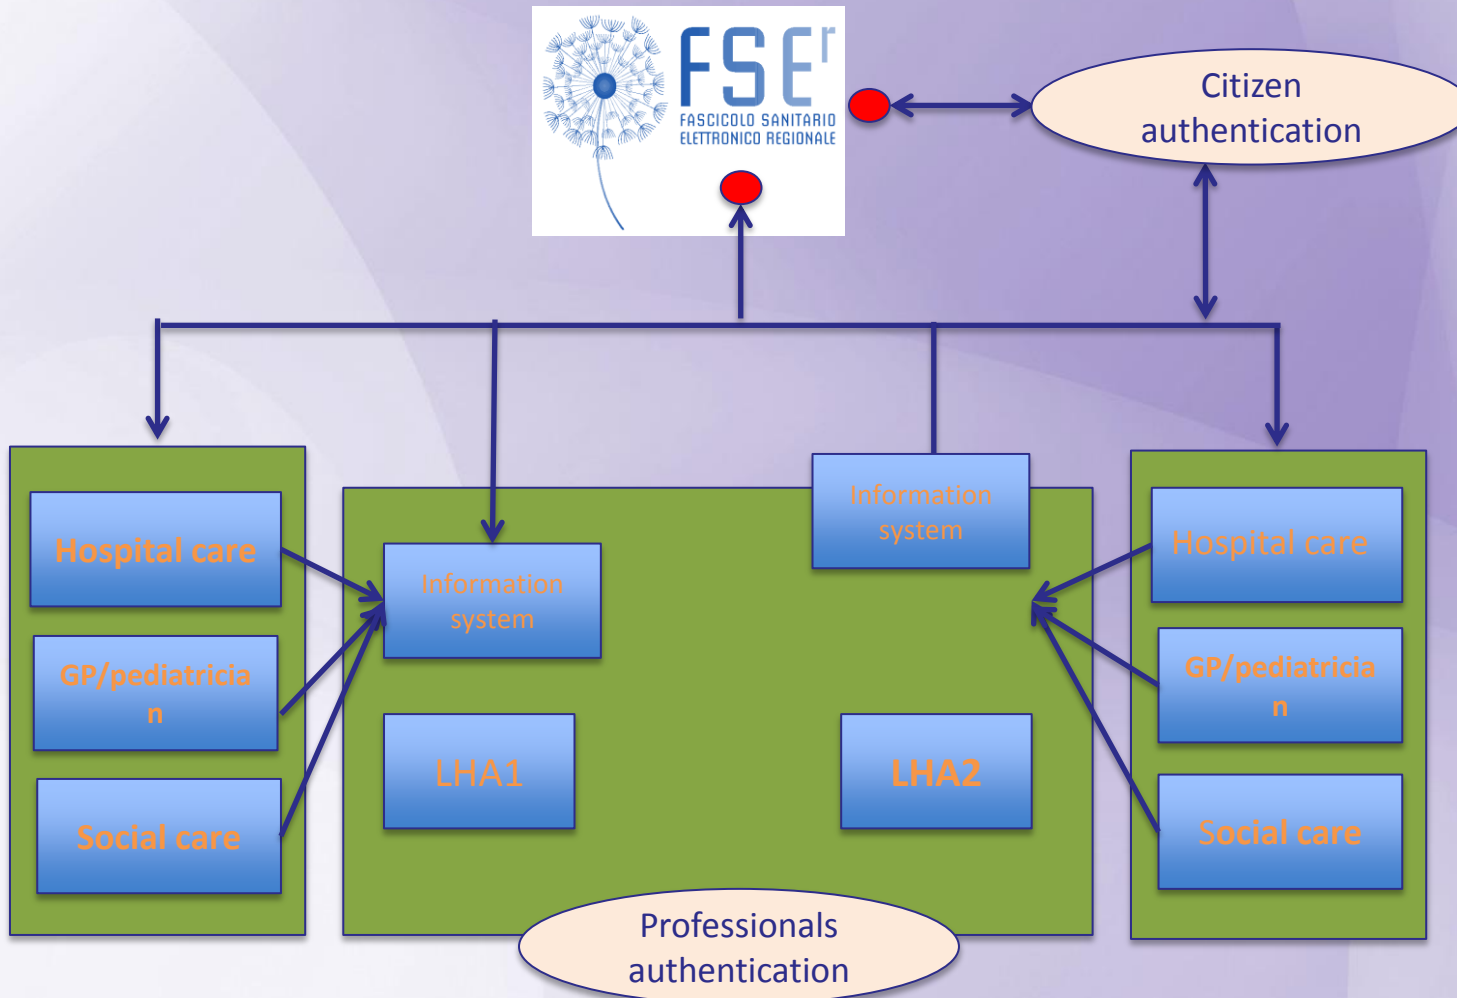 FSEr
FASCICOLO SANITARIO
ELETTRONICO REGIONALE
Citizen
authentication
Hospital care
GP/pediatricia
n
Social care
Information
system
LHA1
Information
system
LHA2
Hospital care
GP/pediatricia
n
Social care
Professionals
authentication